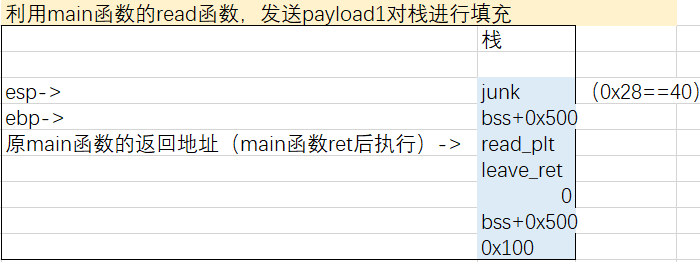 利用main函数的read函数，发送payload1对栈进行填充
栈
esp-> junk （0x28==40）
ebp-> bss+0x500
原main函数的返回地址（main函数ret后执行）-> read_plt
leave_ret
0
bss+0x500
0x100